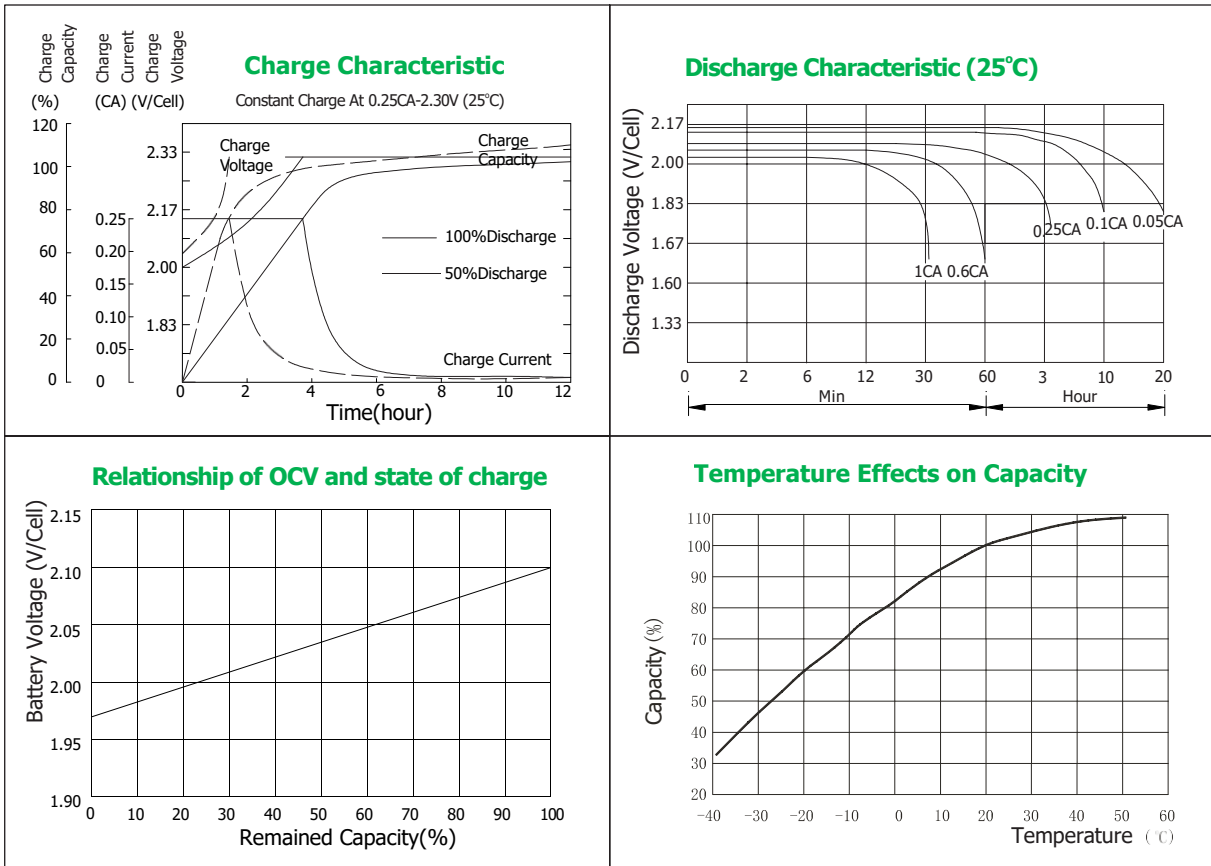 Charge Capacity
Charge Current
Charge Voltage
(%)
(CA) (V/Cell)
Charge Characteristic
Constant Charge At 0.25CA-2.30V (25°C)
120
100
80
60
40
20
0
0.25
0.20
0.15
0.10
0.05
0
2.33
2.17
2.00
1.83
Charge Voltage
Charge Capacity
100%Discharge
50%Discharge
Charge Current
0 2 4 6 8 10 12
Time(hour)
Discharge Characteristic (25°C)
Discharge Voltage (V/Cell)
2.17
2.00
1.83
1.67
1.60
1.33
1CA 0.6CA
0.25CA 0.1CA 0.05CA
0 2 6 12 30 60 3 10 20
Min Hour
Relationship of OCV and state of charge
Battery Voltage (V/Cell)
2.15
2.10
2.05
2.00
1.95
1.90
0 10 20 30 40 50 60 70 80 90 100
Remained Capacity(%)
Temperature Effects on Capacity
Capacity (%)
110
100
90
80
70
60
50
40
30
20
-40 -30 -20 -10 0 10 20 30 40 50 60
Temperature (℃)